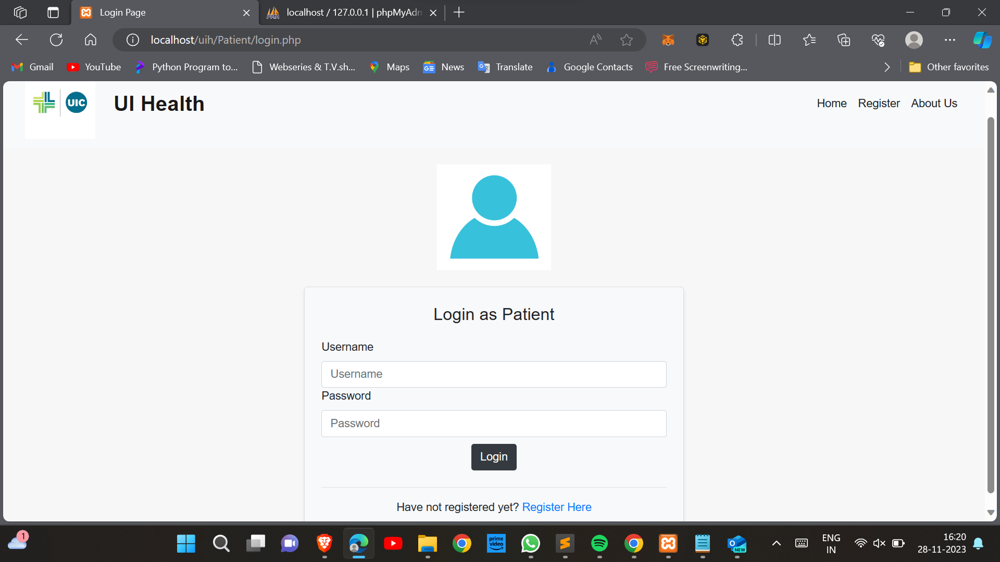 Login Page
localhost / 127.0.0.1 | phpMyAdm
localhost/uih/Patient/login.php
Gmail
YouTube
Python Program to...
Webseries & T.V.sh...
Maps
News
Translate
Google Contacts
Free Screenwriting...
Other favorites
UIC
UI Health
Home
Register
About Us
Login as Patient
Username
Username
Password
Password
Login
Have not registered yet? Register Here
1
prime
video
NEW
ENG
IN
16:20
28-11-2023